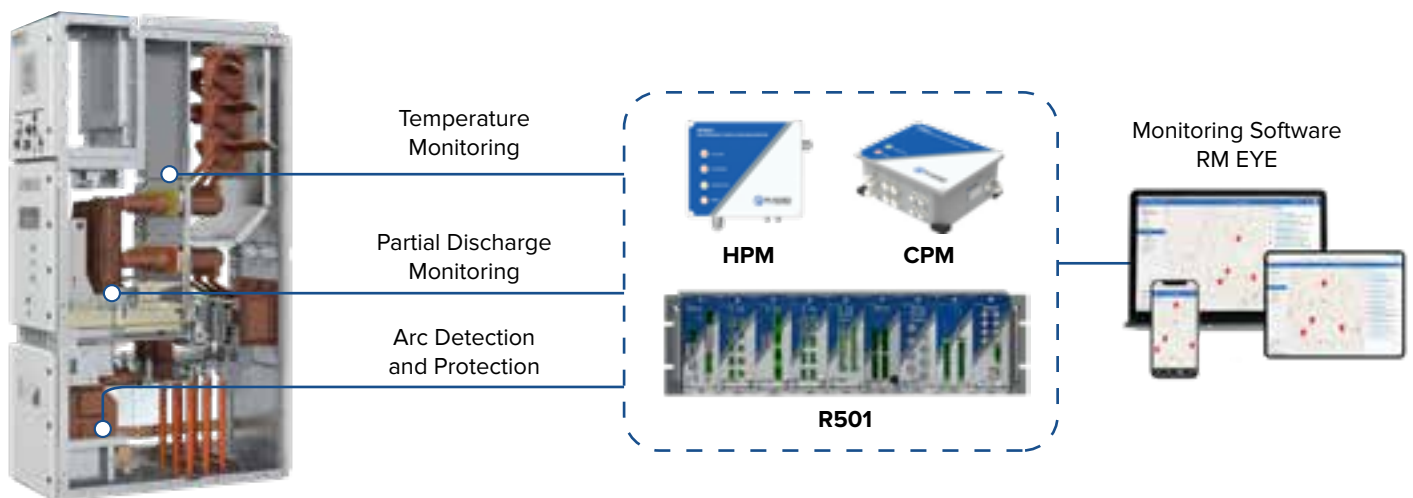 Temperature
Monitoring
Partial Discharge
Monitoring
Arc Detection
and Protection
HPM
CPM
R501
Monitoring Software
RM EYE